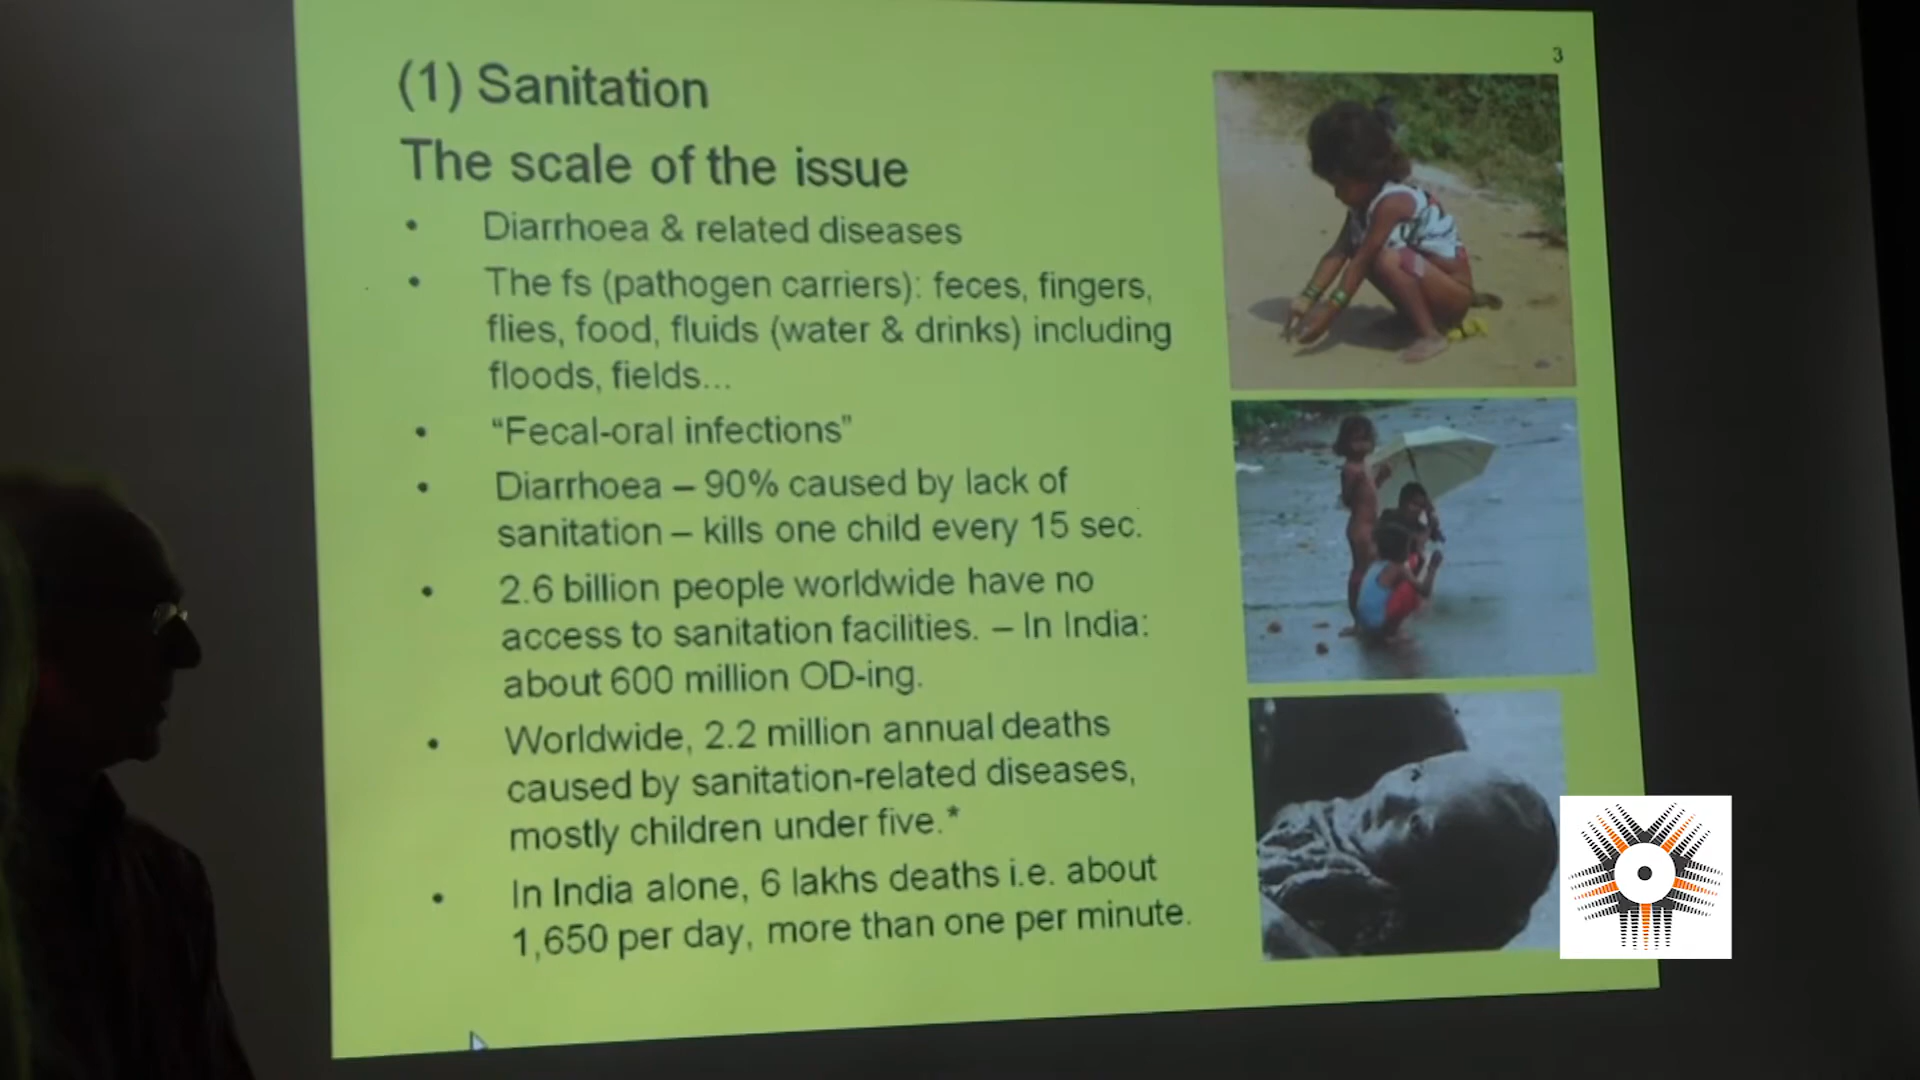 3
(1) Sanitation
The scale of the issue
• Diarrhoea & related diseases
• The fs (pathogen carriers): feces, fingers,
flies, food, fluids (water & drinks) including
floods, fields...
• “Fecal-oral infections”
• Diarrhoea – 90% caused by lack of
sanitation – kills one child every 15 sec.
• 2.6 billion people worldwide have no
access to sanitation facilities. – In India:
about 600 million OD-ing.
• Worldwide, 2.2 million annual deaths
caused by sanitation-related diseases,
mostly children under five.*
• In India alone, 6 lakhs deaths i.e. about
1,650 per day, more than one per minute.